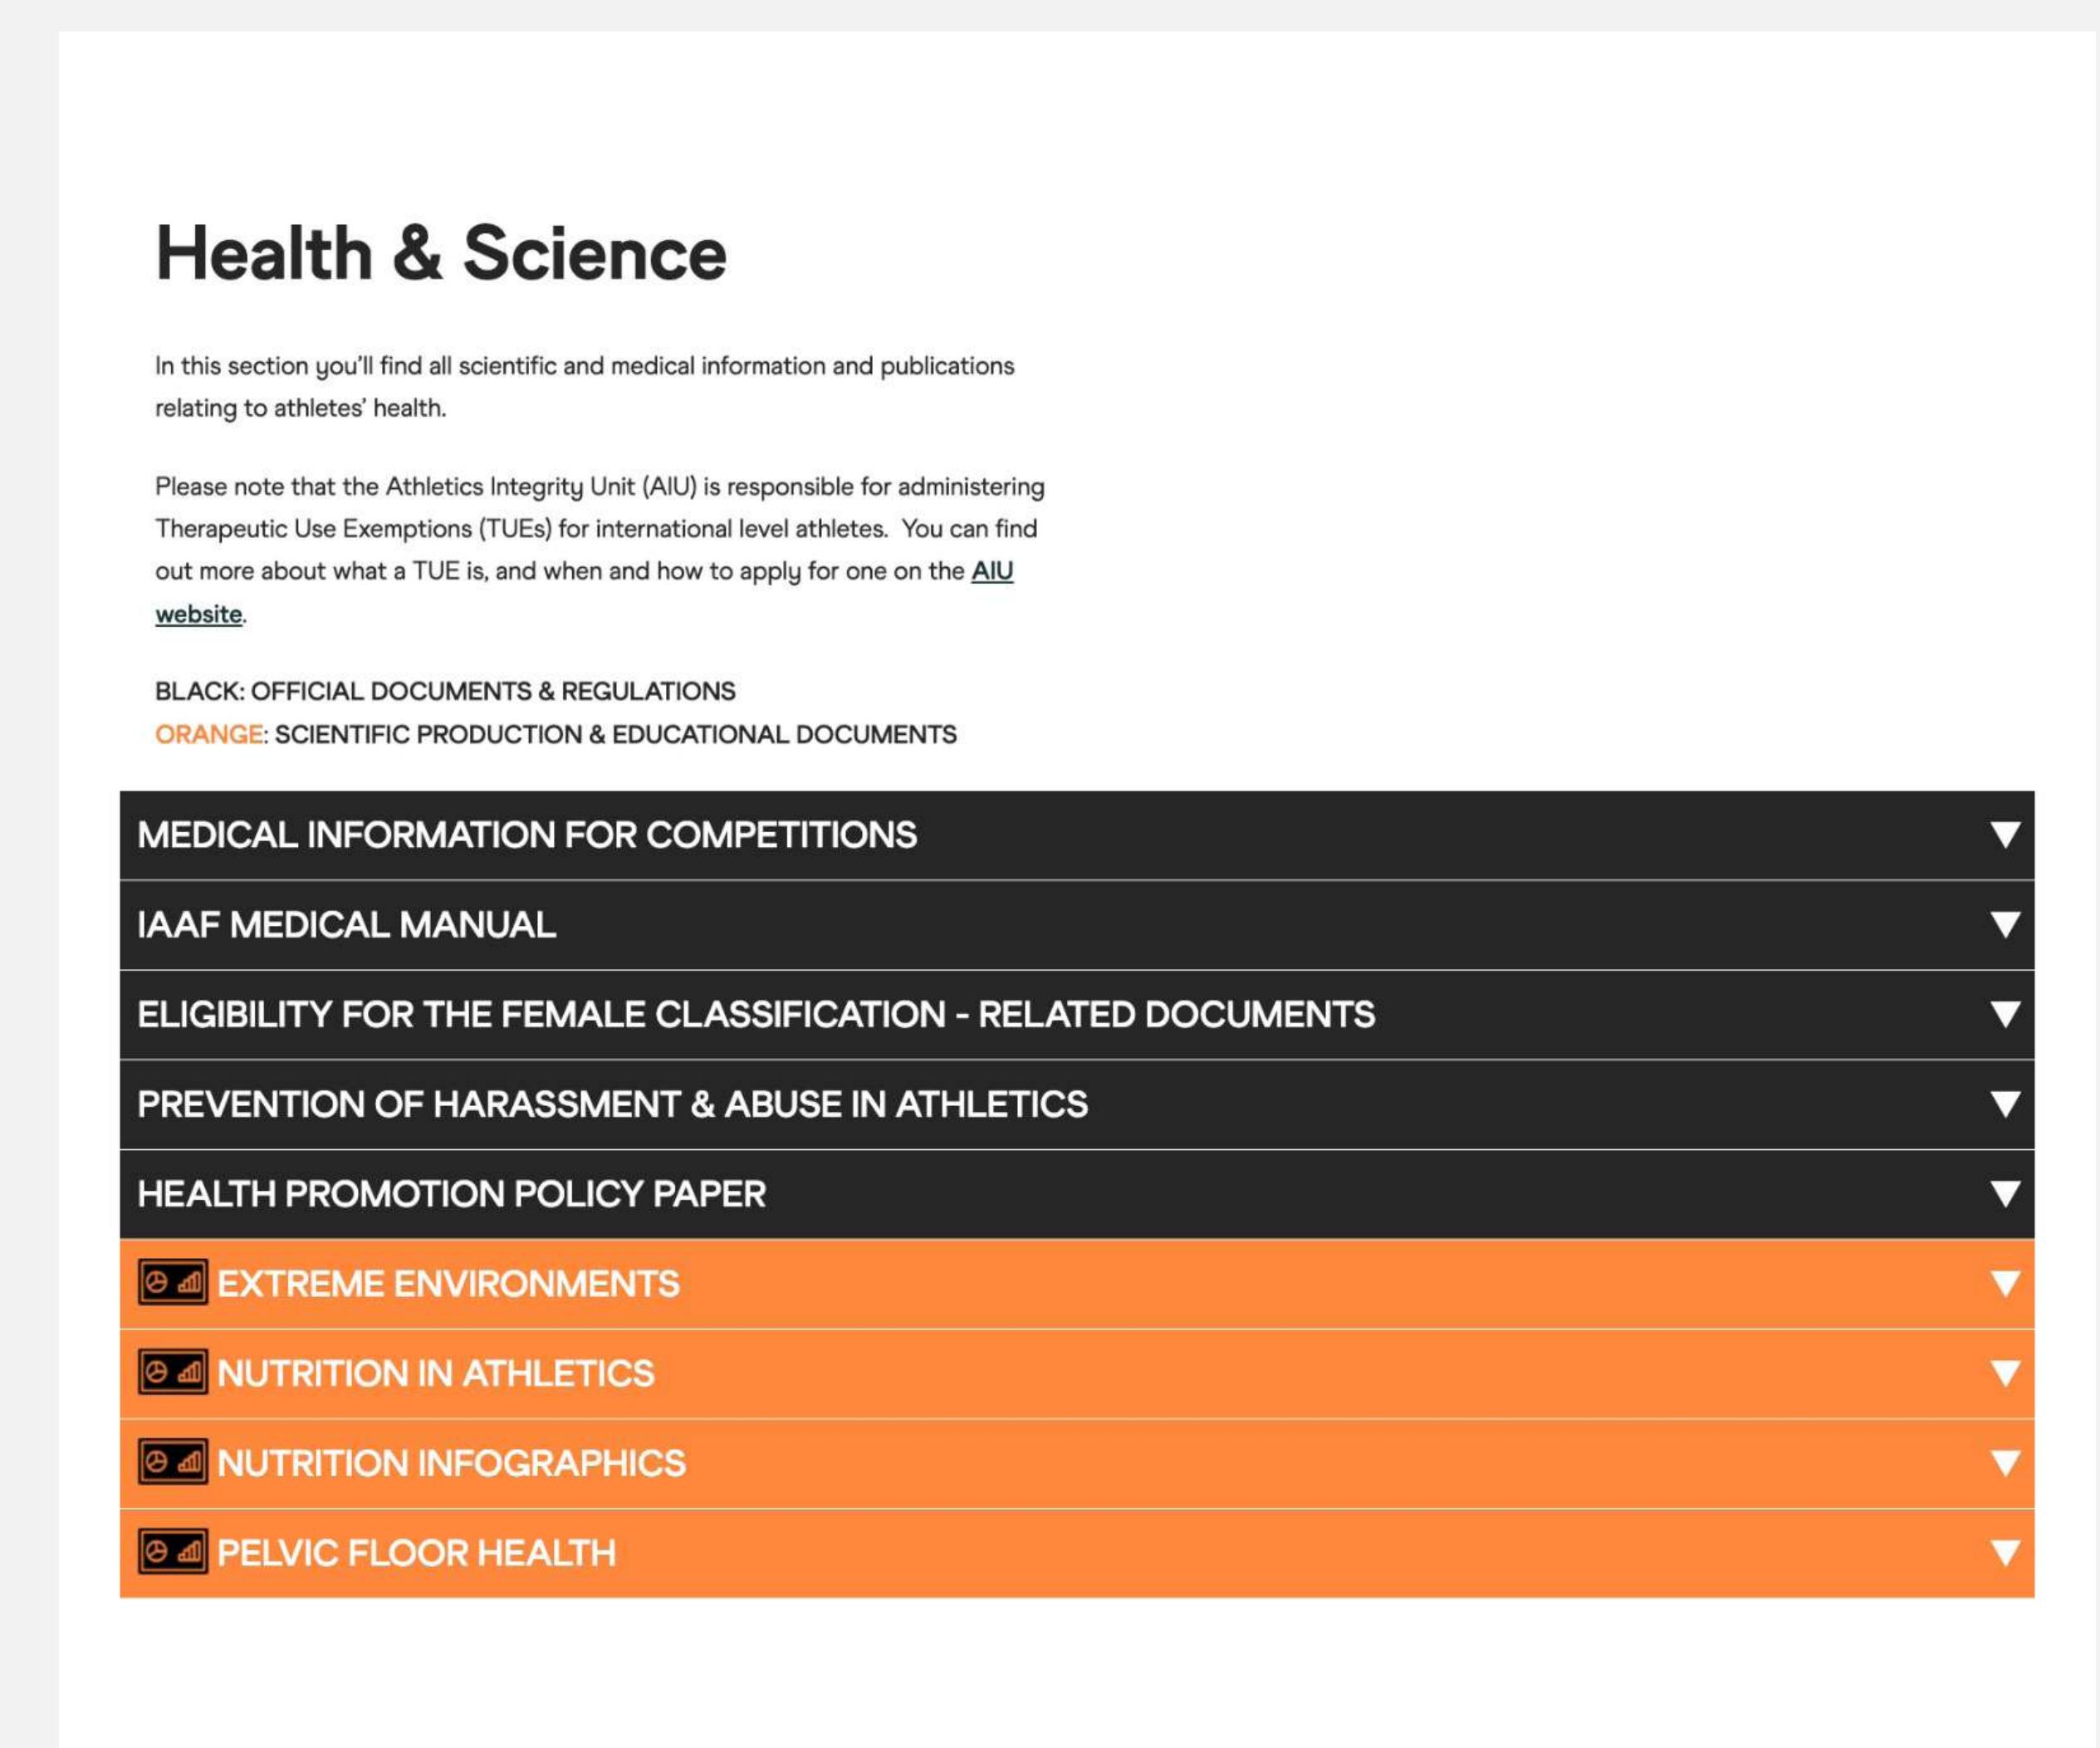 Health & Science
In this section you'll find all scientific and medical information and publications
relating to athletes' health.
Please note that the Athletics Integrity Unit (AIU) is responsible for administering
Therapeutic Use Exemptions (TUEs) for international level athletes.  You can find
out more about what a TUE is, and when and how to apply for one on the AIU
website.
BLACK: OFFICIAL DOCUMENTS & REGULATIONS
ORANGE: SCIENTIFIC PRODUCTION & EDUCATIONAL DOCUMENTS
MEDICAL INFORMATION FOR COMPETITIONS
IAAF MEDICAL MANUAL
ELIGIBILITY FOR THE FEMALE CLASSIFICATION - RELATED DOCUMENTS
PREVENTION OF HARASSMENT & ABUSE IN ATHLETICS
HEALTH PROMOTION POLICY PAPER
EXTREME ENVIRONMENTS
NUTRITION IN ATHLETICS
NUTRITION INFOGRAPHICS
PELVIC FLOOR HEALTH